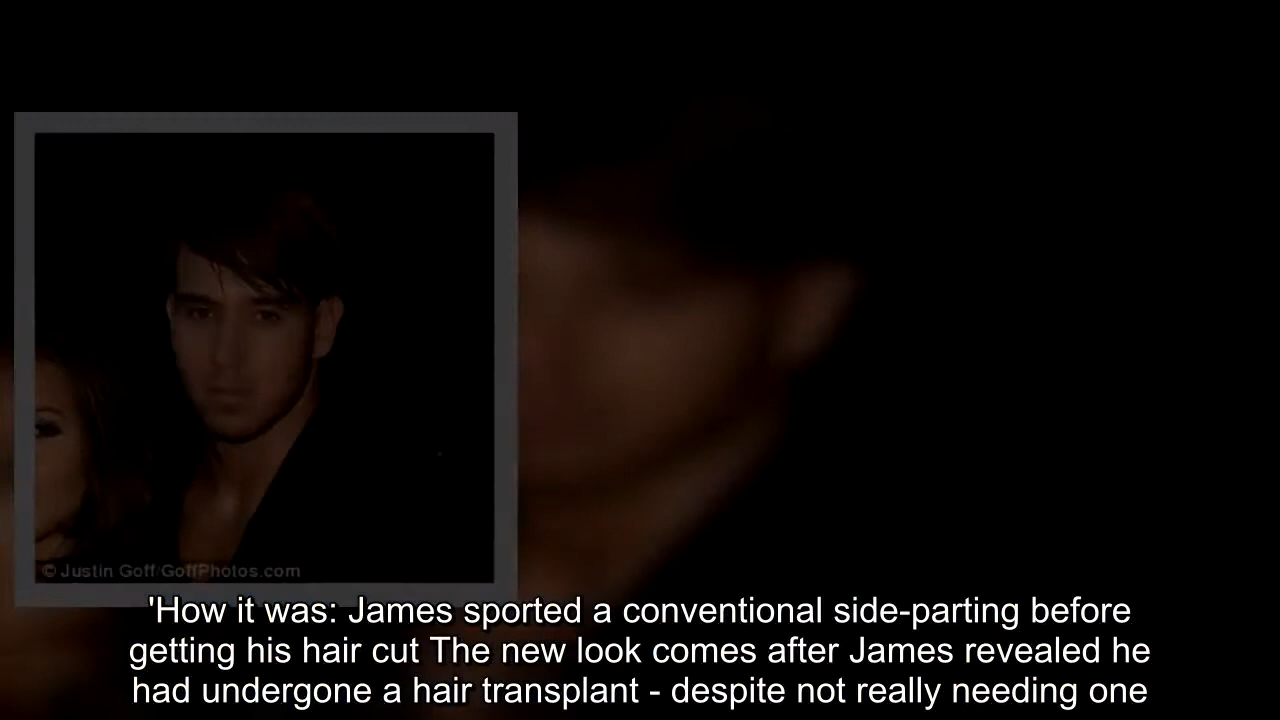 © Justin Goff/GoffPhotos.com
'How it was: James sported a conventional side-parting before
getting his hair cut The new look comes after James revealed he
had undergone a hair transplant - despite not really needing one